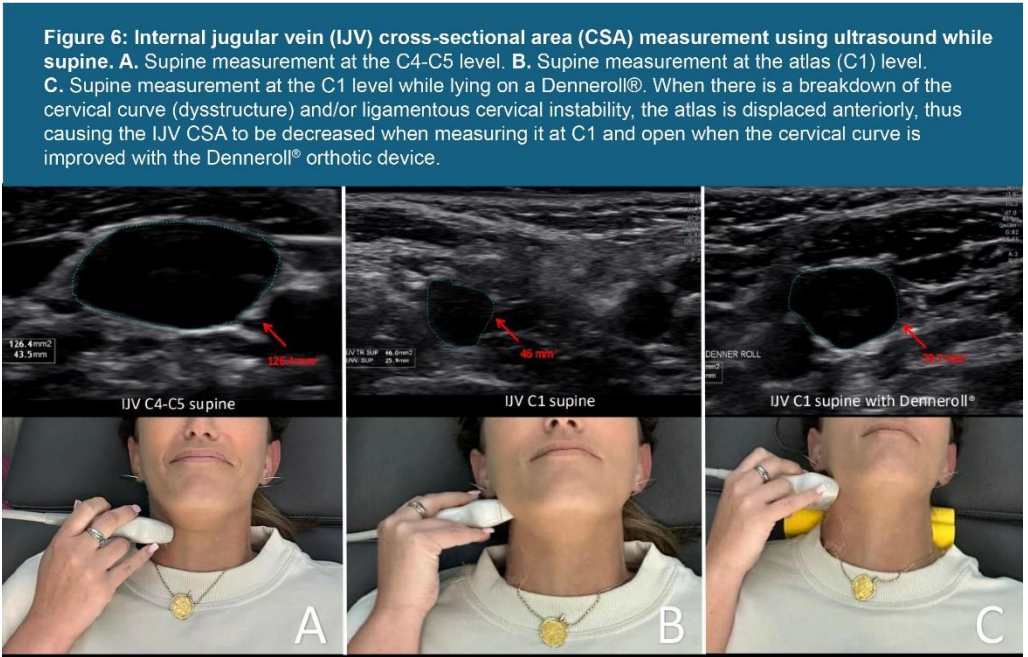 Figure 6: Internal jugular vein (IJV) cross-sectional area (CSA) measurement using ultrasound while
supine. A. Supine measurement at the C4-C5 level. B. Supine measurement at the atlas (C1) level.
C. Supine measurement at the C1 level while lying on a Denneroll®. When there is a breakdown of the
cervical curve (dysstructure) and/or ligamentous cervical instability, the atlas is displaced anteriorly, thus
causing the IJV CSA to be decreased when measuring it at C1 and open when the cervical curve is
improved with the Denneroll® orthotic device.
126.4mm2
43.5mm
IJV C4-C5 supine
46.0mm2
25.9mm
46 mm
IJV C1 supine
DENNER ROLL
mm2
mm
IJV C1 supine with Denneroll®
A
B
C